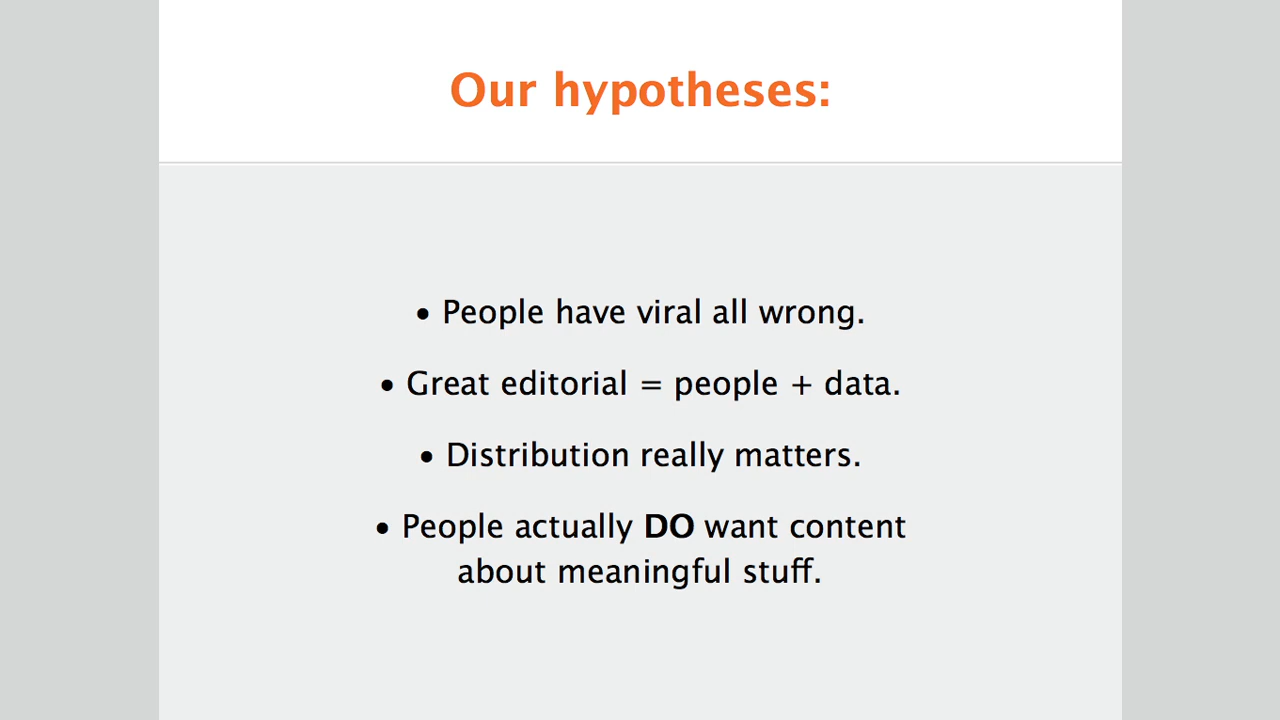 Our hypotheses:
• People have viral all wrong.
• Great editorial = people + data.
• Distribution really matters.
• People actually DO want content
about meaningful stuff.